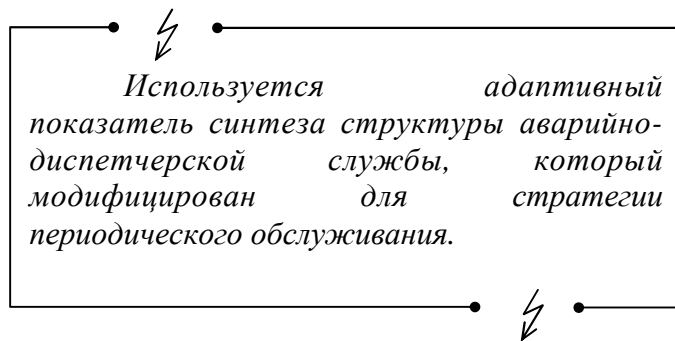 Используется адаптивный
показатель синтеза структуры аварийно-
диспетчерской службы, который
модифицирован для стратегии
периодического обслуживания.